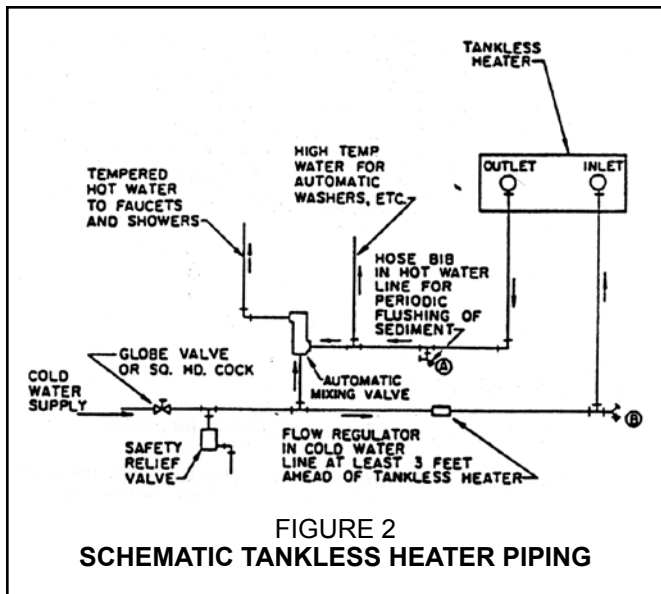 TANKLESS
HEATER
OUTLET
INLET
HIGH TEMP
WATER FOR
AUTOMATIC
WASHERS, ETC.
TEMPERED
HOT WATER
TO FAUCETS
AND SHOWERS
HOSE BIB
IN HOT WATER
LINE FOR
PERIODIC
FLUSHING OF
SEDIMENT
A
GLOBE VALVE
OR SQ. HD. COCK
COLD
WATER
SUPPLY
AUTOMATIC
MIXING VALVE
B
SAFETY
RELIEF
VALVE
FLOW REGULATOR
IN COLD WATER
LINE AT LEAST 3 FEET
AHEAD OF TANKLESS HEATER
FIGURE 2
SCHEMATIC TANKLESS HEATER PIPING